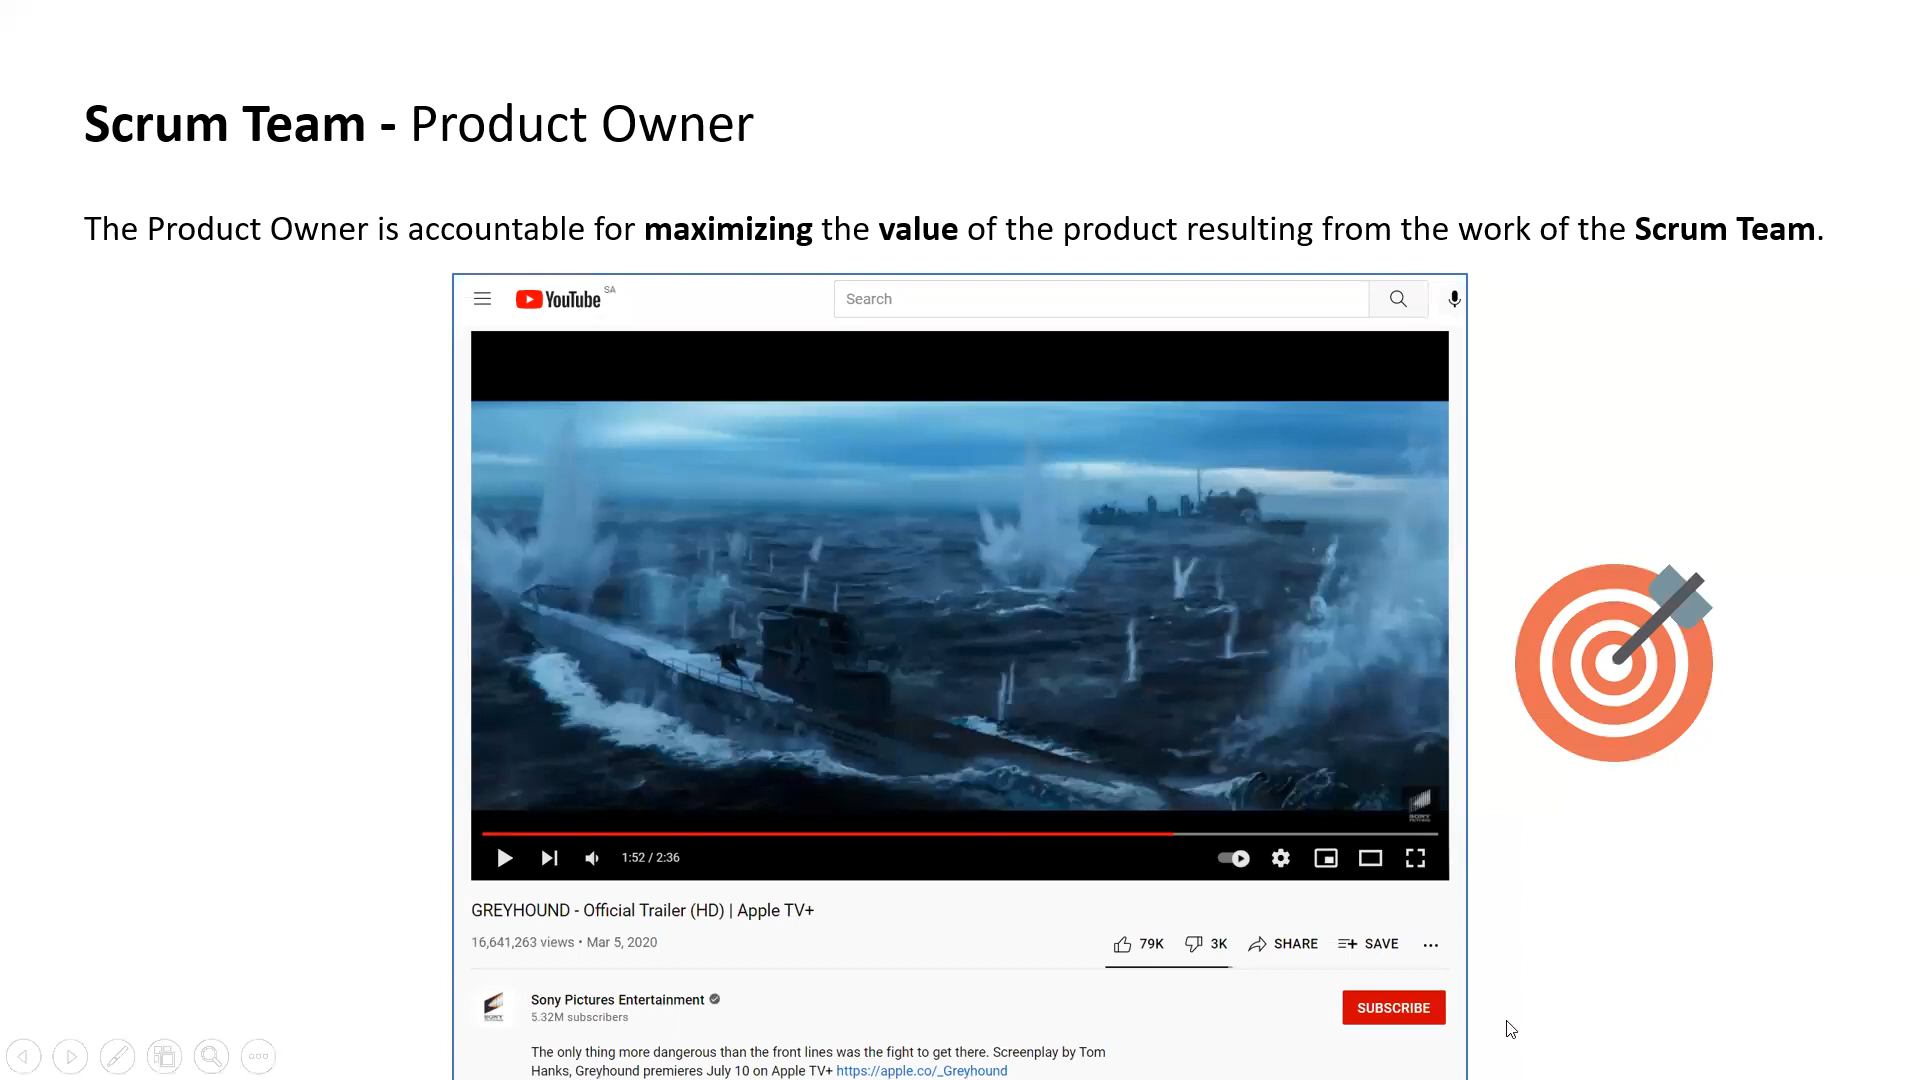 Scrum Team - Product Owner
The Product Owner is accountable for maximizing the value of the product resulting from the work of the Scrum Team.
YouTube SA
Search
SONY
1:52 / 2:36
GREYHOUND - Official Trailer (HD) | Apple TV+
16,641,263 views • Mar 5, 2020
79K 3K SHARE SAVE
Sony Pictures Entertainment
5.32M subscribers
SUBSCRIBE
The only thing more dangerous than the front lines was the fight to get there. Screenplay by Tom
Hanks, Greyhound premieres July 10 on Apple TV+ https://apple.co/_Greyhound